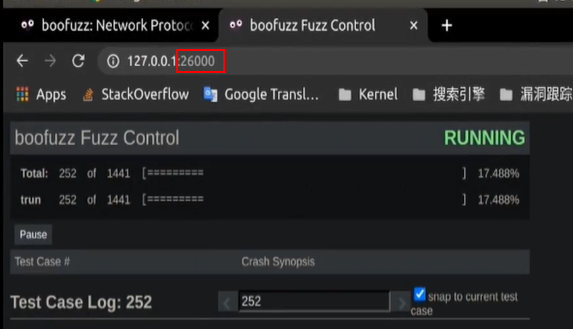 boofuzz: Network Protoc
boofuzz Fuzz Control
127.0.0.1:26000
Apps StackOverflow Google Transl... Kernel 搜索引擎 漏洞跟踪
boofuzz Fuzz Control RUNNING
Total: 252 of 1441 [========= ] 17.488%
trun 252 of 1441 [========= ] 17.488%
Pause
Test Case # Crash Synopsis
Test Case Log: 252 252 snap to current test
case